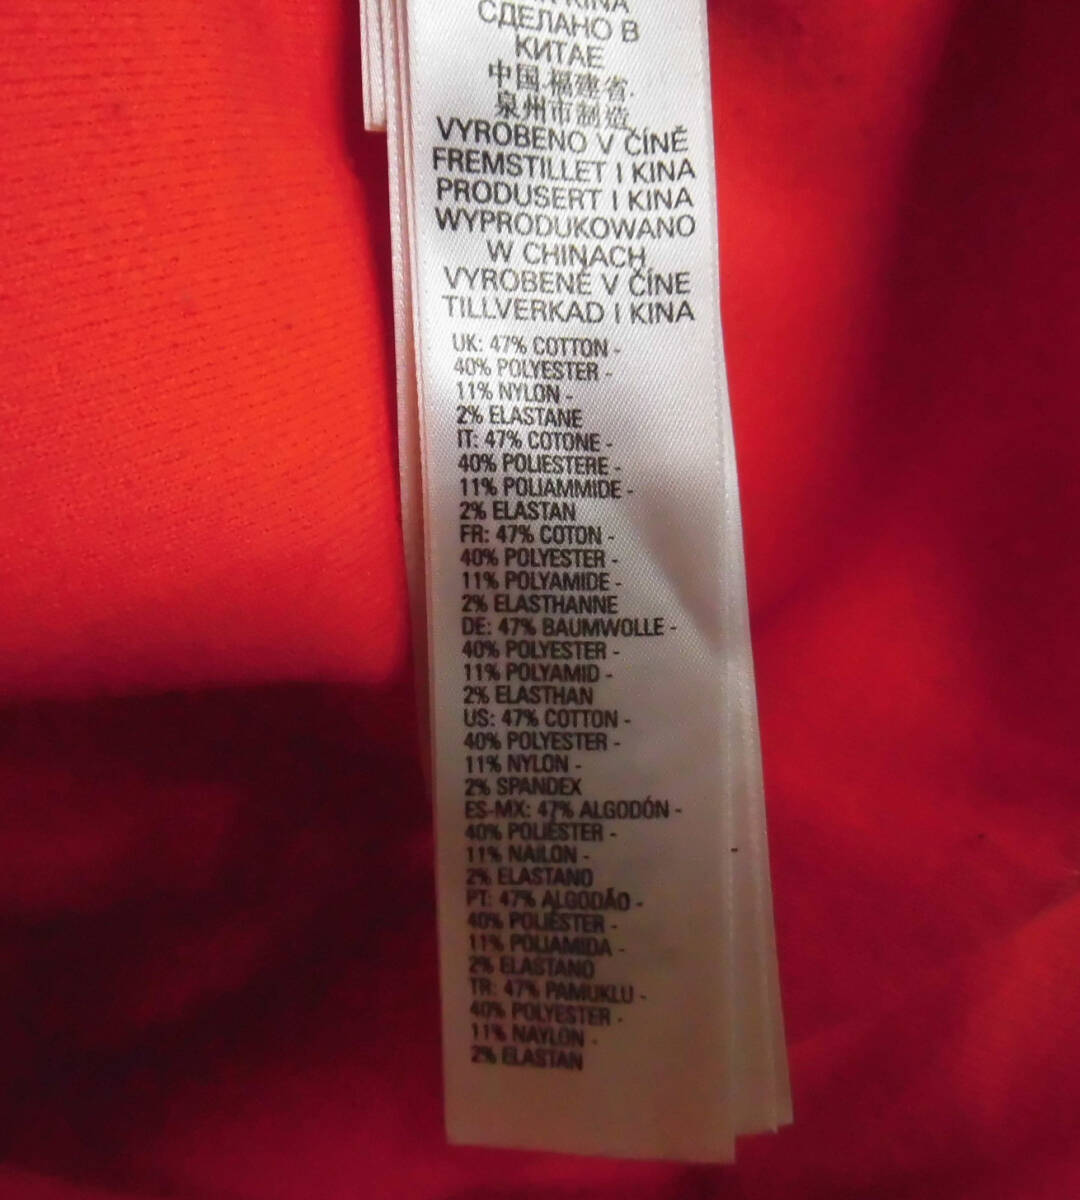 KINA
СДЕЛАНО В
КИТАЕ
中国.福建省.
泉州市制造
VYROBENO V ČÍNĚ
FREMSTILLET I KINA
PRODUSERT I KINA
WYPRODUKOWANO
W CHINACH
VYROBENÉ V ČÍNE
TILLVERKAD I KINA
UK: 47% COTTON -
40% POLYESTER -
11% NYLON -
2% ELASTANE
IT: 47% COTONE -
40% POLIESTERE -
11% POLIAMMIDE -
2% ELASTAN
FR: 47% COTON -
40% POLYESTER -
11% POLYAMIDE -
2% ELASTHANNE
DE: 47% BAUMWOLLE -
40% POLYESTER -
11% POLYAMID -
2% ELASTHAN
US: 47% COTTON -
40% POLYESTER -
11% NYLON -
2% SPANDEX
ES-MX: 47% ALGODÓN -
40% POLIÉSTER -
11% NAILON -
2% ELASTANO
PT: 47% ALGODÃO -
40% POLIÉSTER -
11% POLIAMIDA -
2% ELASTANO
TR: 47% PAMUKLU -
40% POLYESTER -
11% NAYLON -
2% ELASTAN